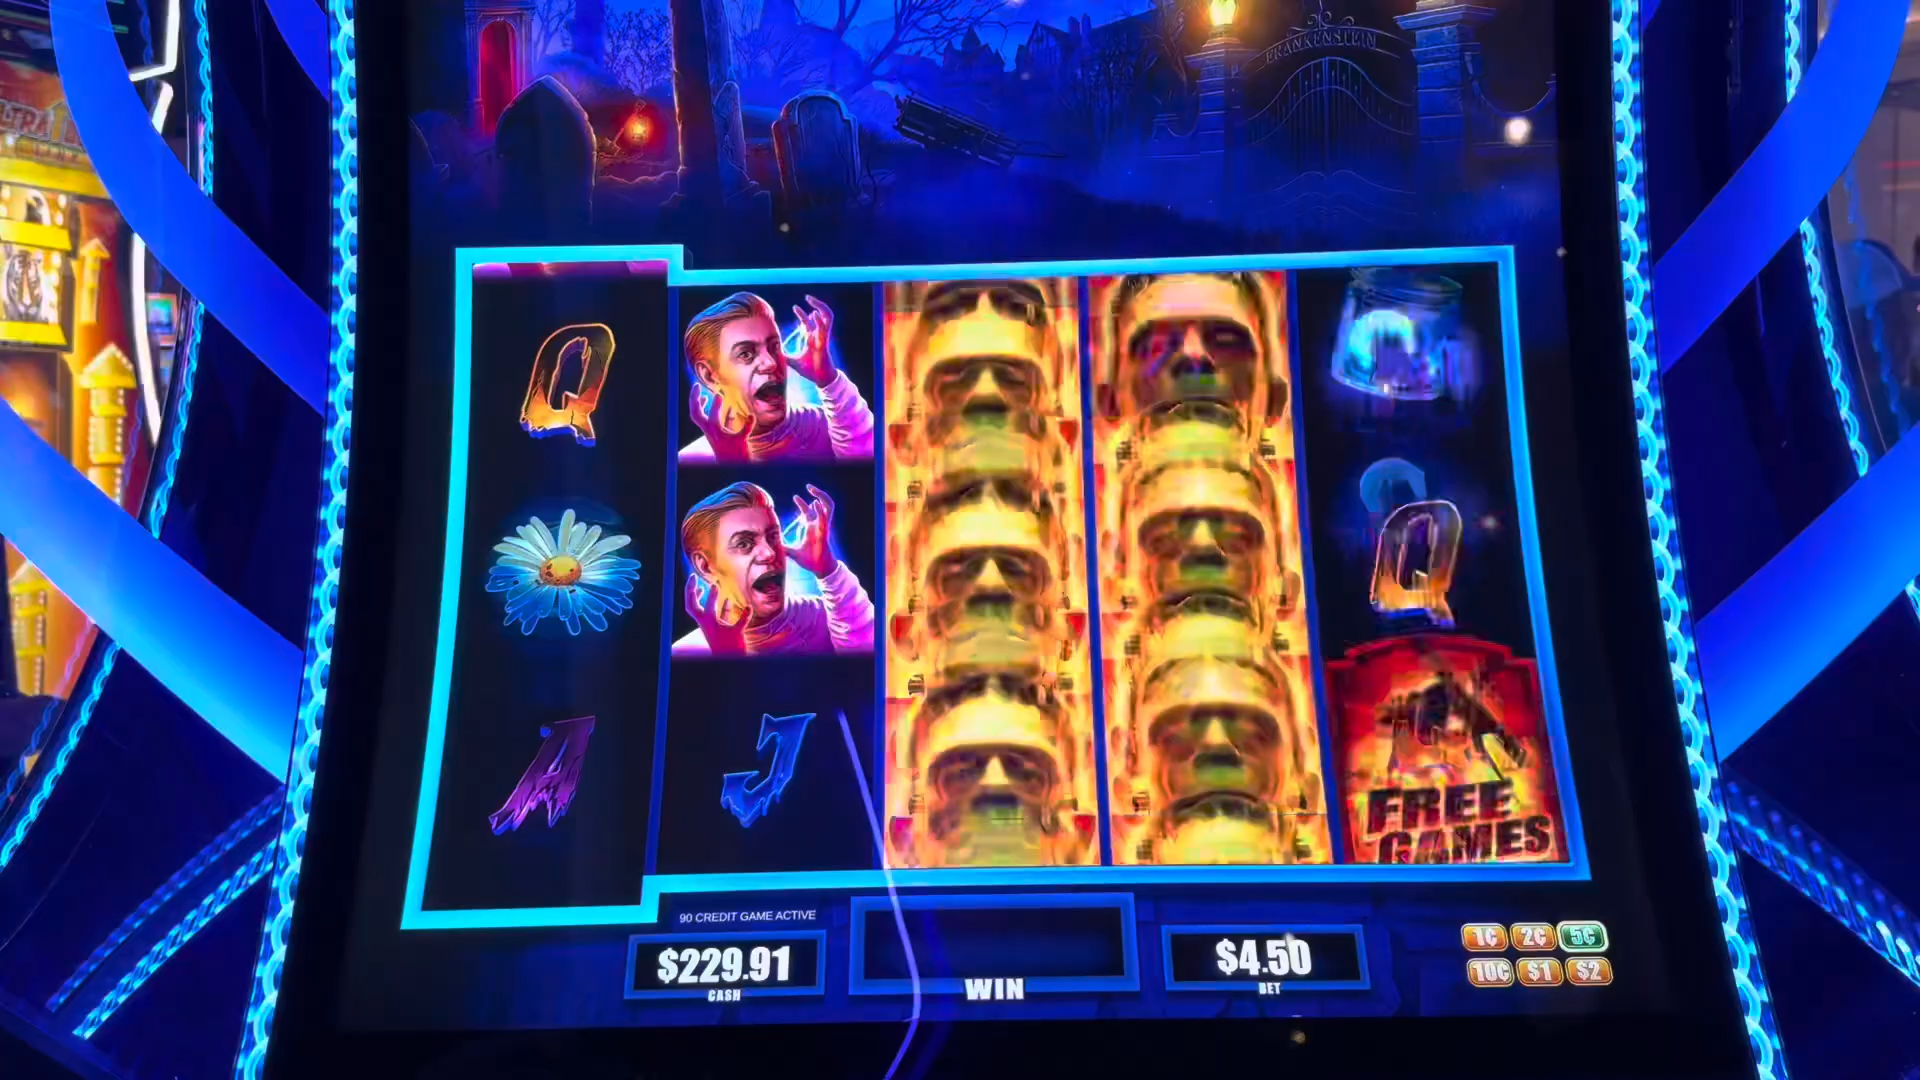 FRANKENSTEIN
Q
Q
FREE
GAMES
A
J
90 CREDIT GAME ACTIVE
$229.91
CASH
WIN
$4.50
BET
1¢ 2¢ 5¢
10¢ $1 $2